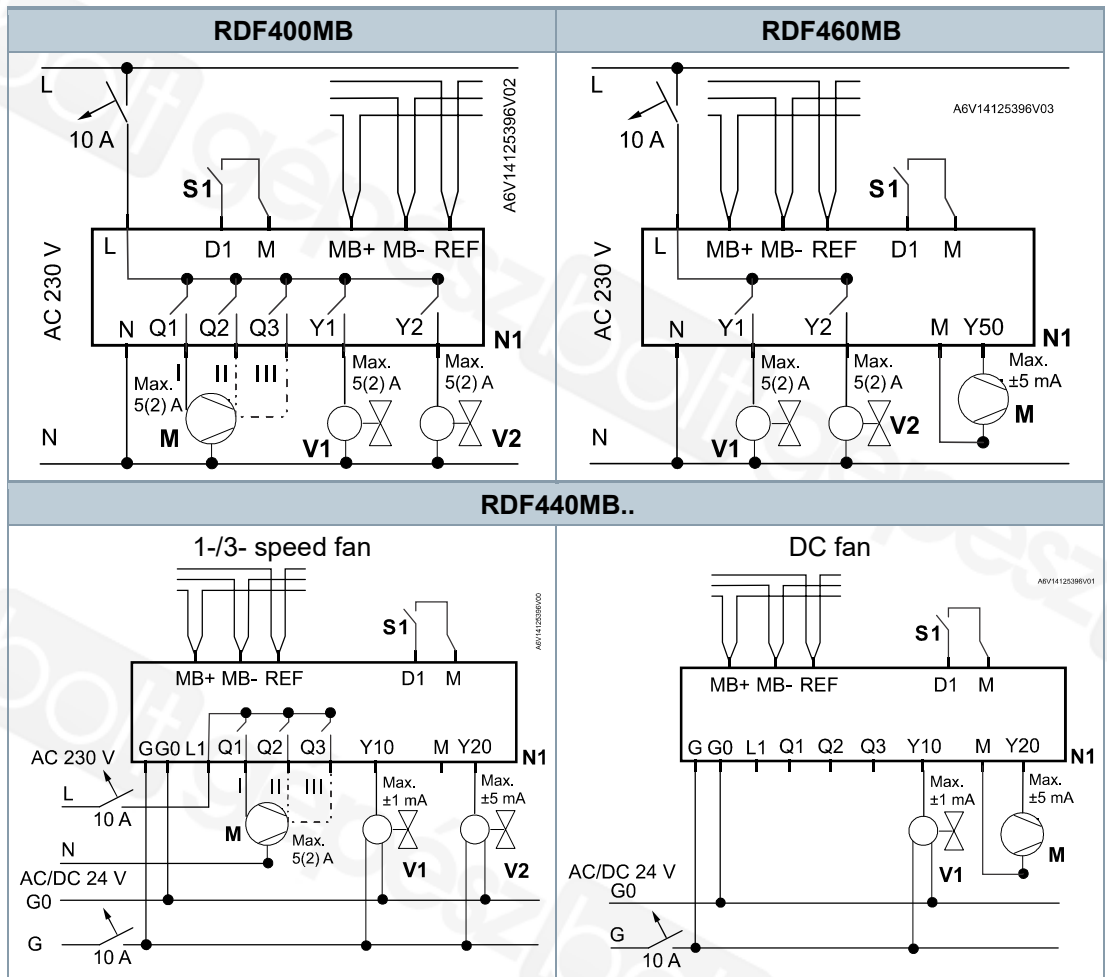 RDF400MB
RDF460MB
L
10 A
S1
A6V14125396V02
AC 230 V
L
D1 M MB+ MB- REF
N Q1 Q2 Q3 Y1 Y2
N1
I II III
Max.
5(2) A
Max.
5(2) A
Max.
5(2) A
M
V1
V2
N
L
10 A
A6V14125396V03
S1
AC 230 V
L
MB+ MB- REF D1 M
N Y1 Y2 M Y50
N1
Max.
5(2) A
Max.
5(2) A
Max.
±5 mA
V1
V2
M
N
RDF440MB..
1-/3- speed fan
DC fan
A6V14125396V00
S1
MB+ MB- REF D1 M
G G0 L1 Q1 Q2 Q3 Y10 M Y20
N1
AC 230 V
L
10 A
I II III
Max.
±1 mA
Max.
±5 mA
M
Max.
5(2) A
V1
V2
N
AC/DC 24 V
G0
G
10 A
A6V14125396V01
S1
MB+ MB- REF D1 M
G G0 L1 Q1 Q2 Q3 Y10 M Y20
N1
Max.
±1 mA
Max.
±5 mA
V1
M
AC/DC 24 V
G0
G
10 A
gépészbolt